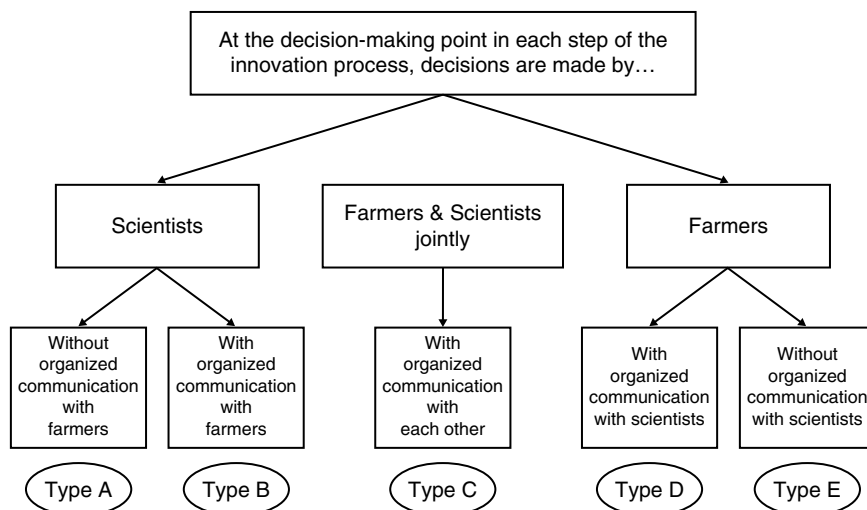 At the decision-making point in each step of the
innovation process, decisions are made by…
Scientists
Farmers & Scientists
jointly
Farmers
Without
organized
communication
with
farmers
With
organized
communication
with
farmers
With
organized
communication
with
each other
With
organized
communication
with scientists
Without organized
communication
with scientists
Type A
Type B
Type C
Type D
Type E